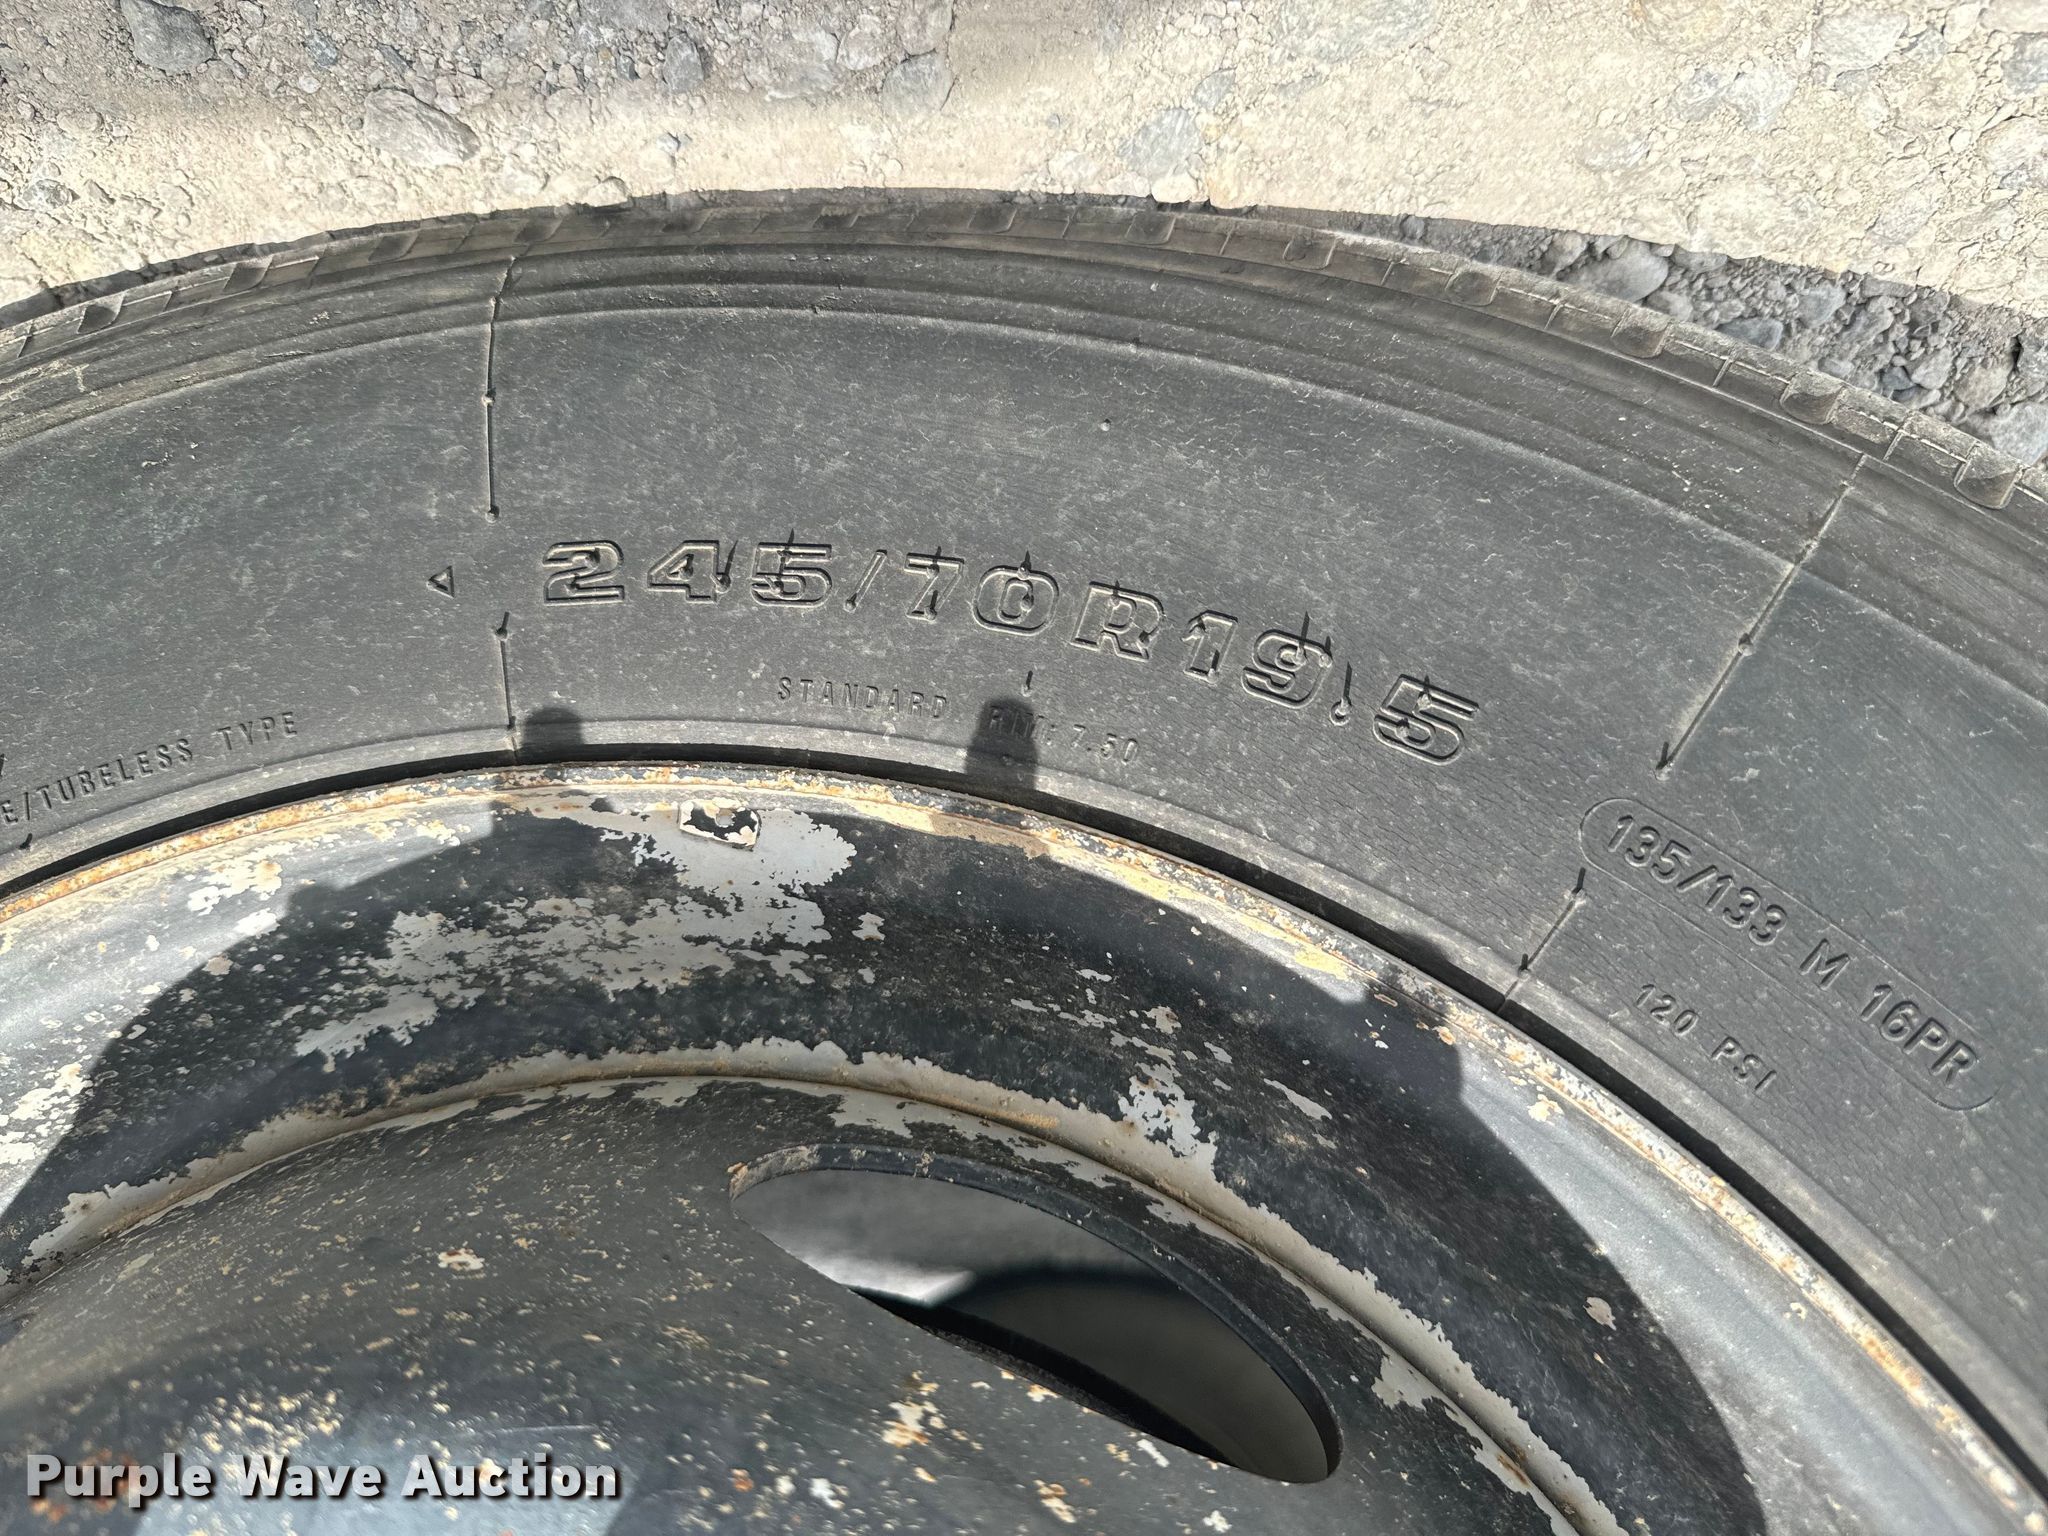 245/70R19.5
STANDARD RIM: 7.50
/TUBELESS TYPE
135/133 M 16PR
120 PSI
Purple Wave Auction